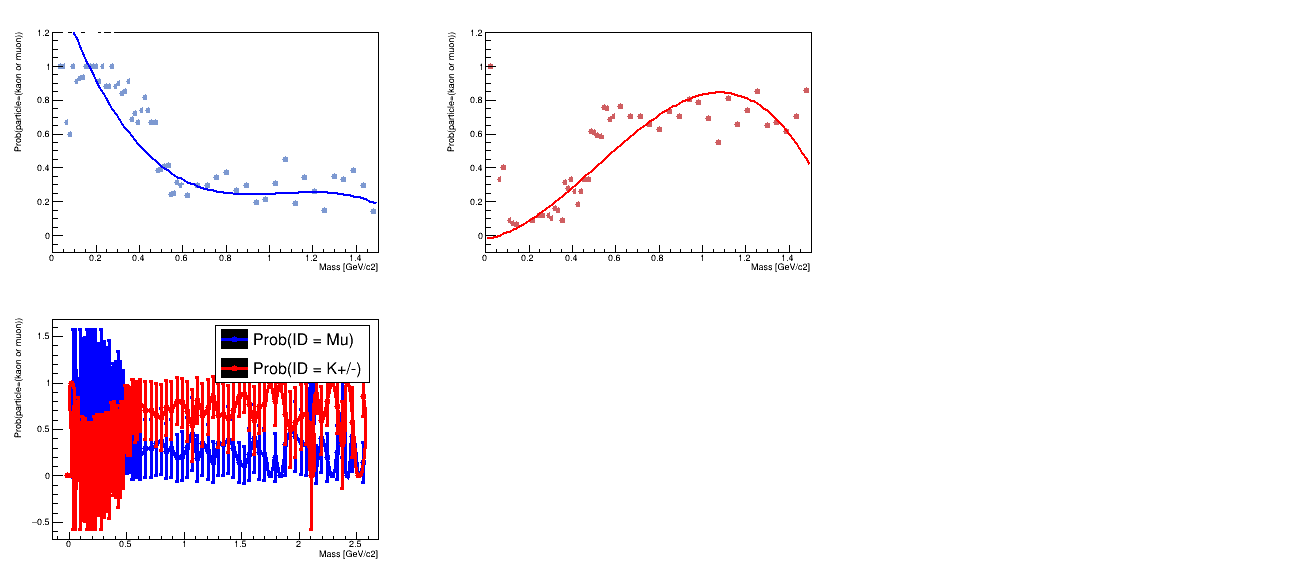 Prob(particle=(kaon or muon))
1.2
1
0.8
0.6
0.4
0.2
0
0 0.2 0.4 0.6 0.8 1 1.2 1.4
Mass [GeV/c2]
Prob(particle=(kaon or muon))
1.2
1
0.8
0.6
0.4
0.2
0
0 0.2 0.4 0.6 0.8 1 1.2 1.4
Mass [GeV/c2]
Prob(particle=(kaon or muon))
1.5
1
0.5
0
−0.5
Prob(ID = Mu)
Prob(ID = K+/-)
0 0.5 1 1.5 2 2.5
Mass [GeV/c2]